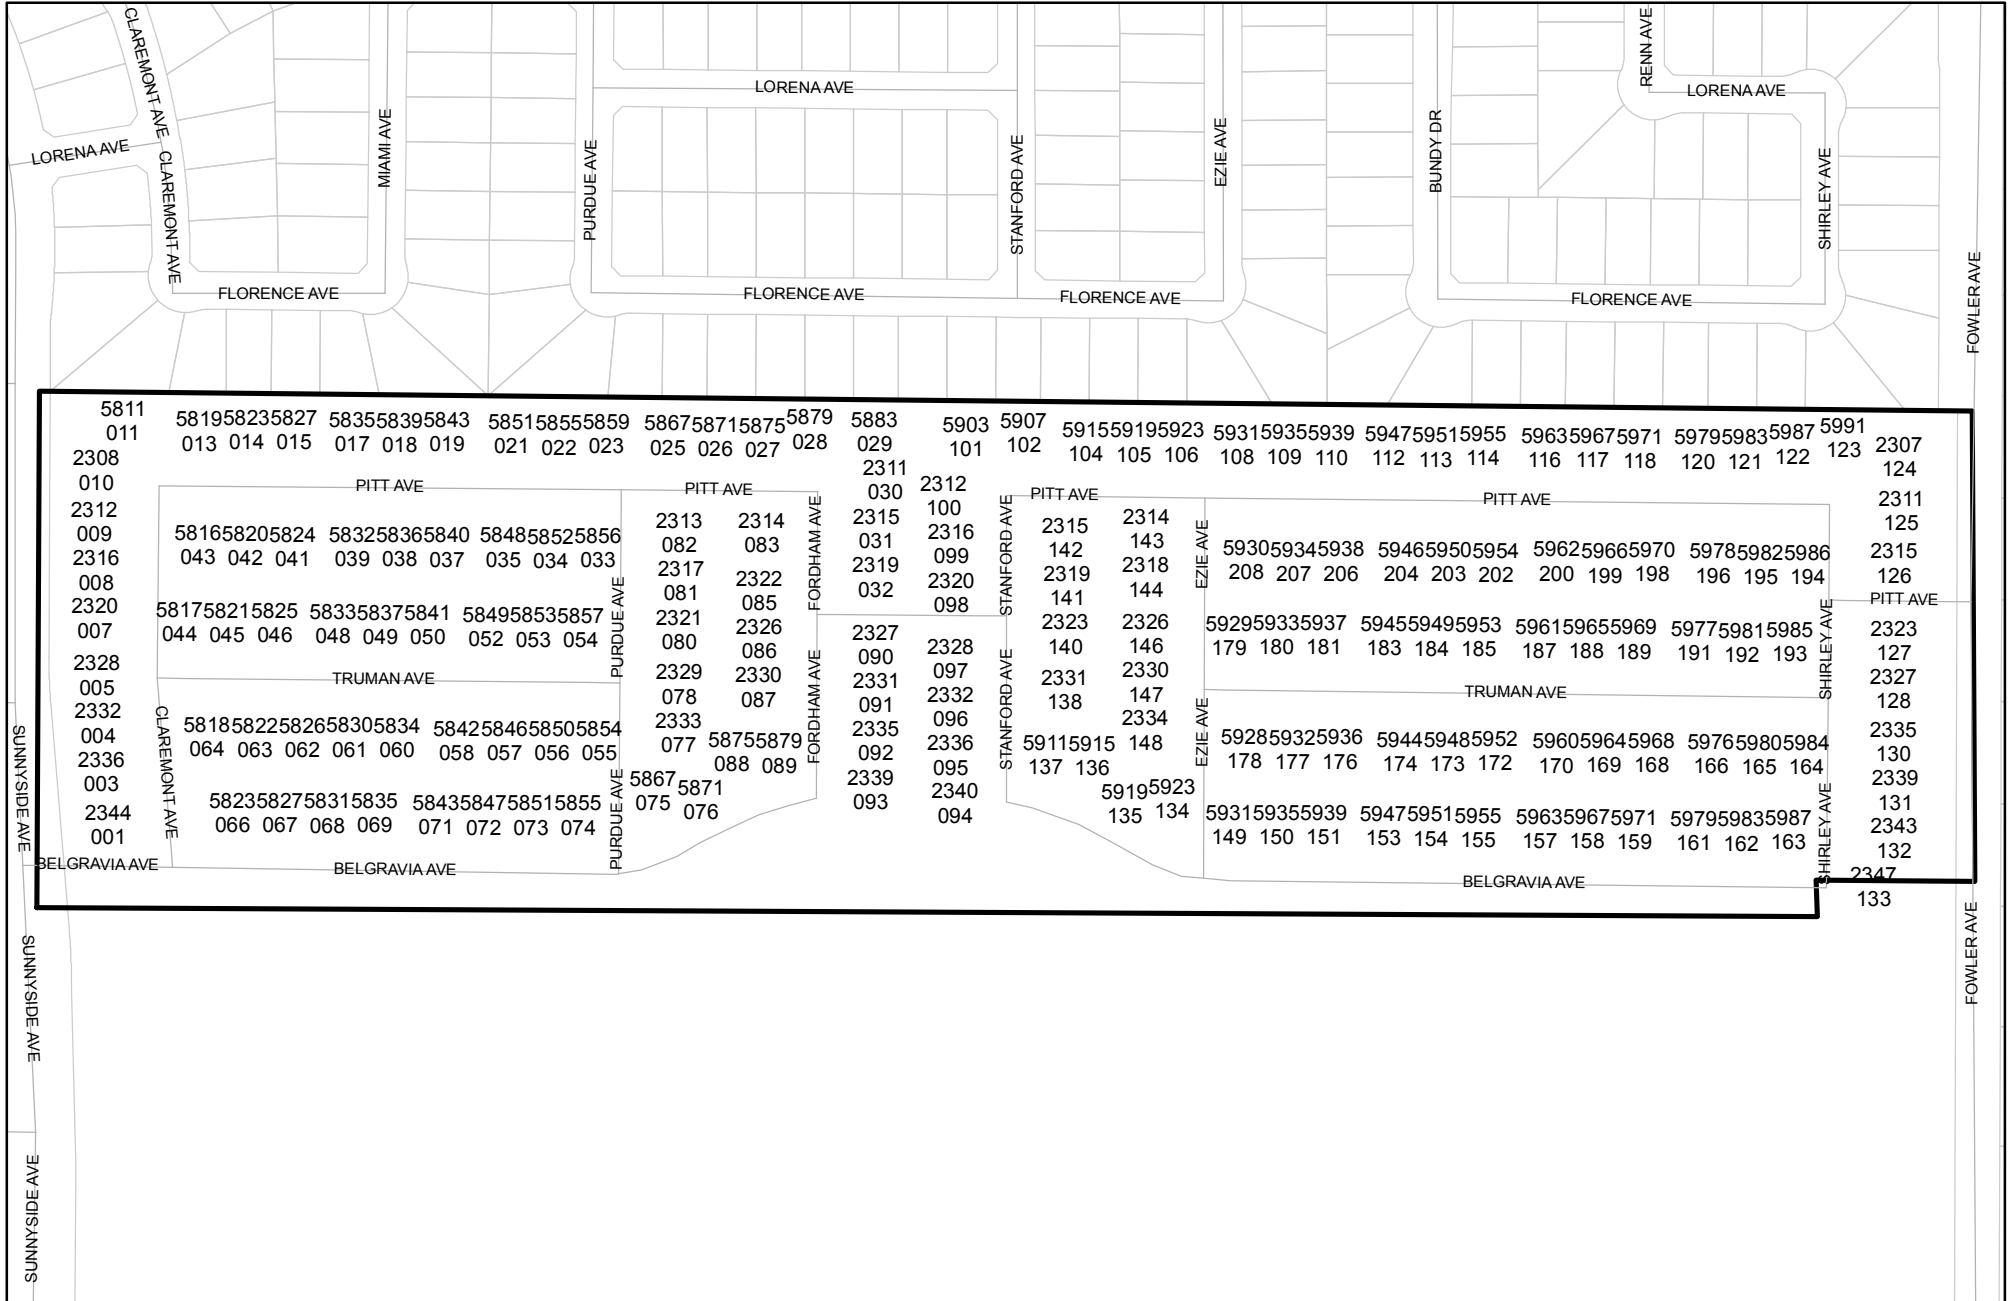 CLAREMONT AVE
RENN AVE
LORENA AVE
LORENA AVE
LORENA AVE
MIAMI AVE
PURDUE AVE
STANFORD AVE
EZIE AVE
BUNDY DR
SHIRLEY AVE
CLAREMONT AVE
FLORENCE AVE
FLORENCE AVE
FLORENCE AVE
FLORENCE AVE
FOWLER AVE
5811
011
5819 5823 5827 5835 5839 5843 5851 5855 5859 5867 5871 5875 5879 5883
013 014 015 017 018 019 021 022 023 025 026 027 028 029
5903 5907 5915 5919 5923 5931 5935 5939 5947 5951 5955 5963 5967 5971 5979 5983 5987 5991
101 102 104 105 106 108 109 110 112 113 114 116 117 118 120 121 122 123
2308
010
2312
009
2316
008
2320
007
2328
005
2332
004
2336
003
2344
001
PITT AVE
PITT AVE
PITT AVE
PITT AVE
PITT AVE
5816 5820 5824 5832 5836 5840 5848 5852 5856
043 042 041 039 038 037 035 034 033
5817 5821 5825 5833 5837 5841 5849 5853 5857
044 045 046 048 049 050 052 053 054
TRUMAN AVE
5818 5822 5826 5830 5834 5842 5846 5850 5854
064 063 062 061 060 058 057 056 055
5823 5827 5831 5835 5843 5847 5851 5855
066 067 068 069 071 072 073 074
CLAREMONT AVE
PURDUE AVE
PURDUE AVE
2313
082
2317
081
2321
080
2329
078
2333
077
5867
075
5871
076
2314
083
2322
085
2326
086
2330
087
5875 5879
088 089
FORDHAM AVE
FORDHAM AVE
2311
030
2315
031
2319
032
2327
090
2331
091
2335
092
2339
093
2312
100
2316
099
2320
098
2328
097
2332
096
2336
095
2340
094
STANFORD AVE
STANFORD AVE
2315
142
2319
141
2323
140
2331
138
5911 5915
137 136
2314
143
2318
144
2326
146
2330
147
2334
148
5919 5923
135 134
EZIE AVE
EZIE AVE
5930 5934 5938 5946 5950 5954 5962 5966 5970 5978 5982 5986
208 207 206 204 203 202 200 199 198 196 195 194
5929 5933 5937 5945 5949 5953 5961 5965 5969 5977 5981 5985
179 180 181 183 184 185 187 188 189 191 192 193
TRUMAN AVE
5928 5932 5936 5944 5948 5952 5960 5964 5968 5976 5980 5984
178 177 176 174 173 172 170 169 168 166 165 164
5931 5935 5939 5947 5951 5955 5963 5967 5971 5979 5983 5987
149 150 151 153 154 155 157 158 159 161 162 163
SHIRLEY AVE
SHIRLEY AVE
2307
124
2311
125
2315
126
2323
127
2327
128
2335
130
2339
131
2343
132
2347
133
BELGRAVIA AVE
BELGRAVIA AVE
BELGRAVIA AVE
SUNNYSIDE AVE
SUNNYSIDE AVE
SUNNYSIDE AVE
FOWLER AVE